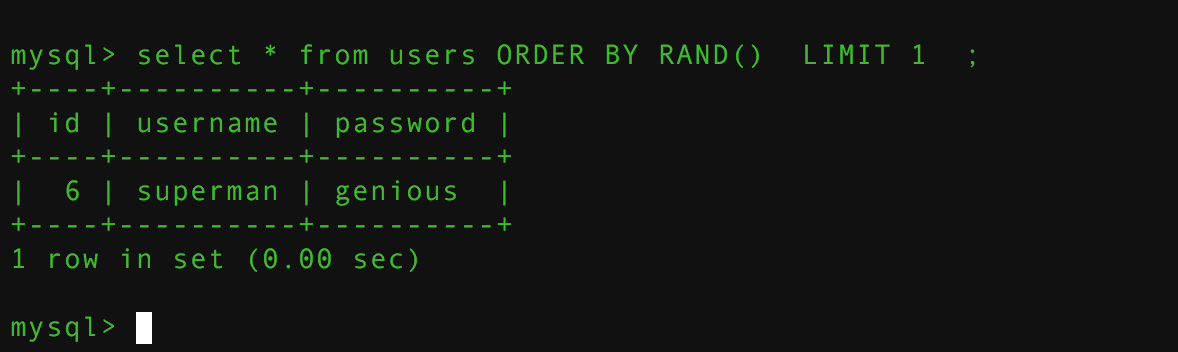 mysql> select * from users ORDER BY RAND()  LIMIT 1  ;
+----+----------+----------+
| id | username | password |
+----+----------+----------+
|  6 | superman | genious  |
+----+----------+----------+
1 row in set (0.00 sec)
mysql>